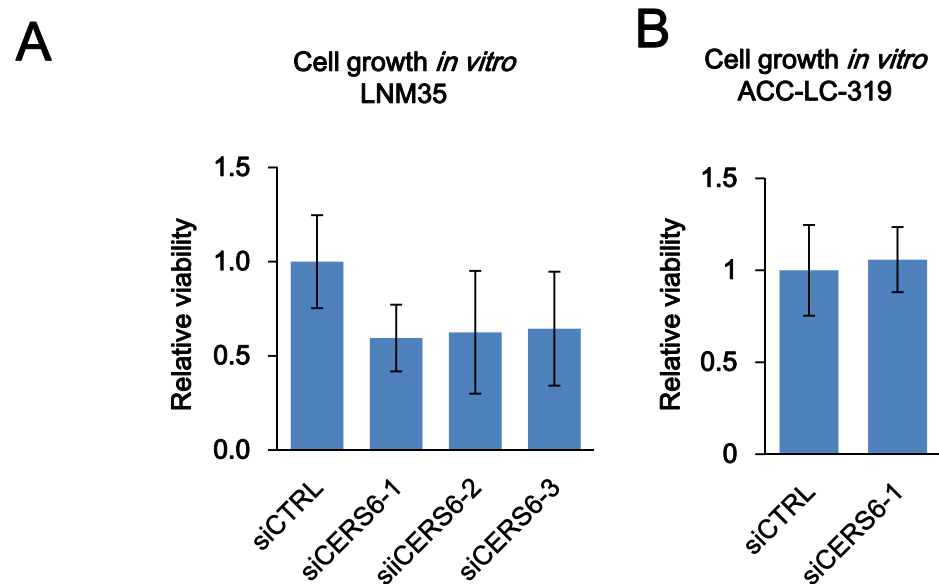 A
Cell growth in vitro
LNM35
Relative viability
1.5
1.0
0.5
0.0
siCTRL
siCERS6-1
siiCERS6-2
siCERS6-3
B
Cell growth in vitro
ACC-LC-319
Relative viability
1.5
1
0.5
0
siCTRL
siCERS6-1